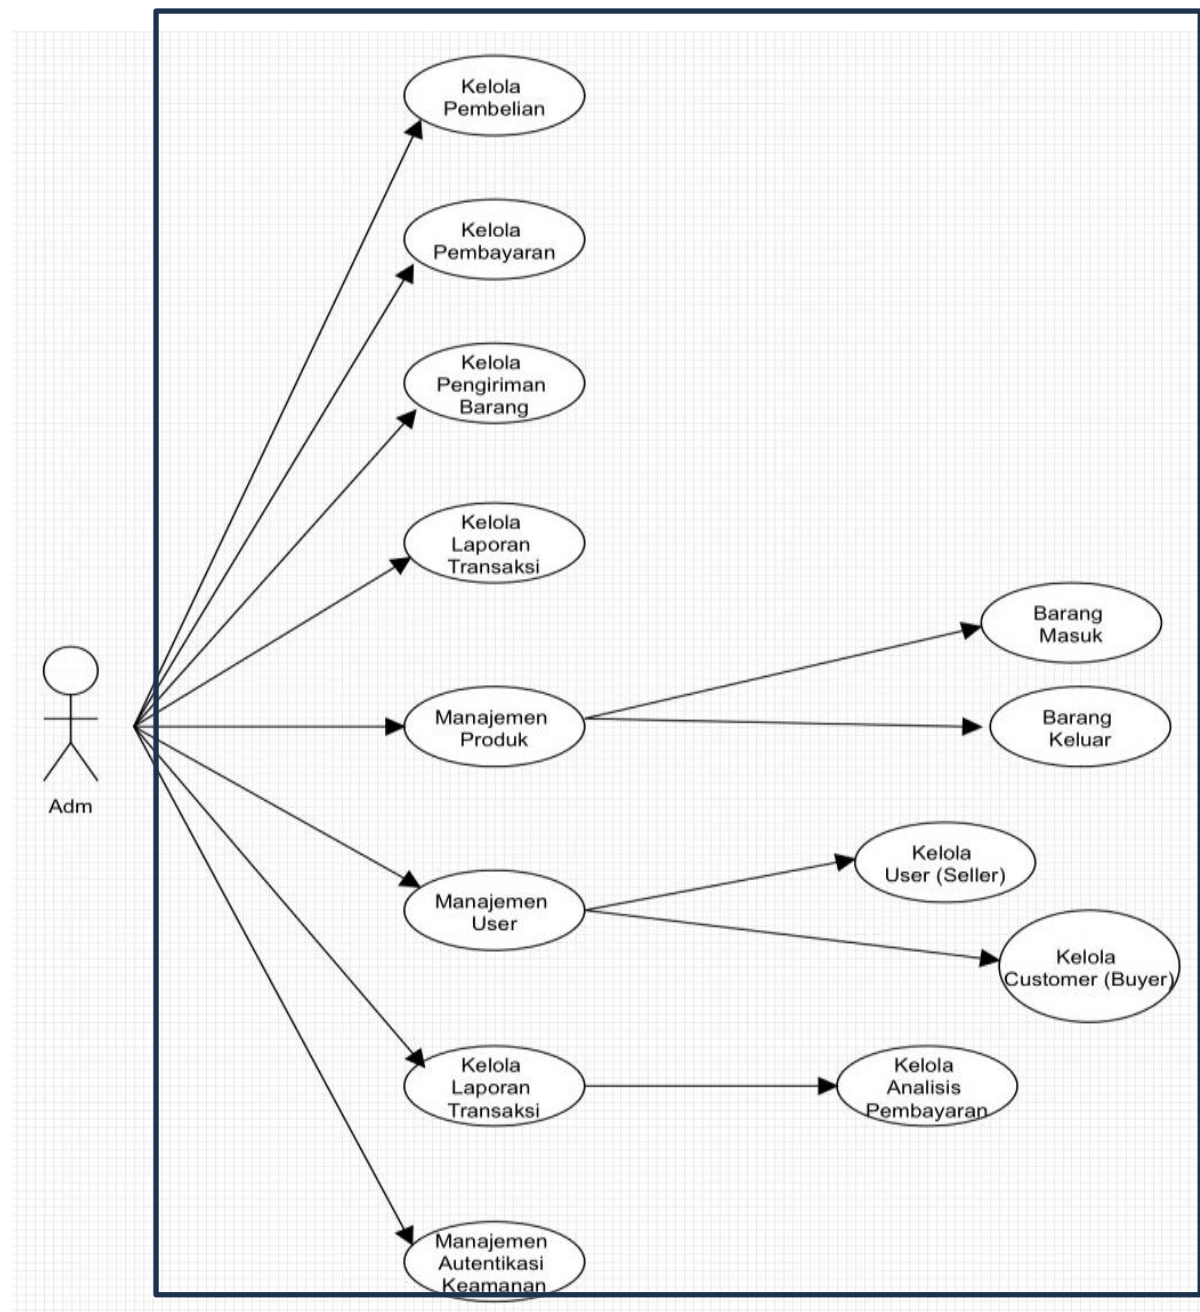 Kelola
Pembelian
Kelola
Pembayaran
Kelola
Pengiriman
Barang
Kelola
Laporan
Transaksi
Barang
Masuk
Manajemen
Produk
Barang
Keluar
Adm
Kelola
User (Seller)
Manajemen
User
Kelola
Customer (Buyer)
Kelola
Laporan
Transaksi
Kelola
Analisis
Pembayaran
Manajemen
Autentikasi
Keamanan